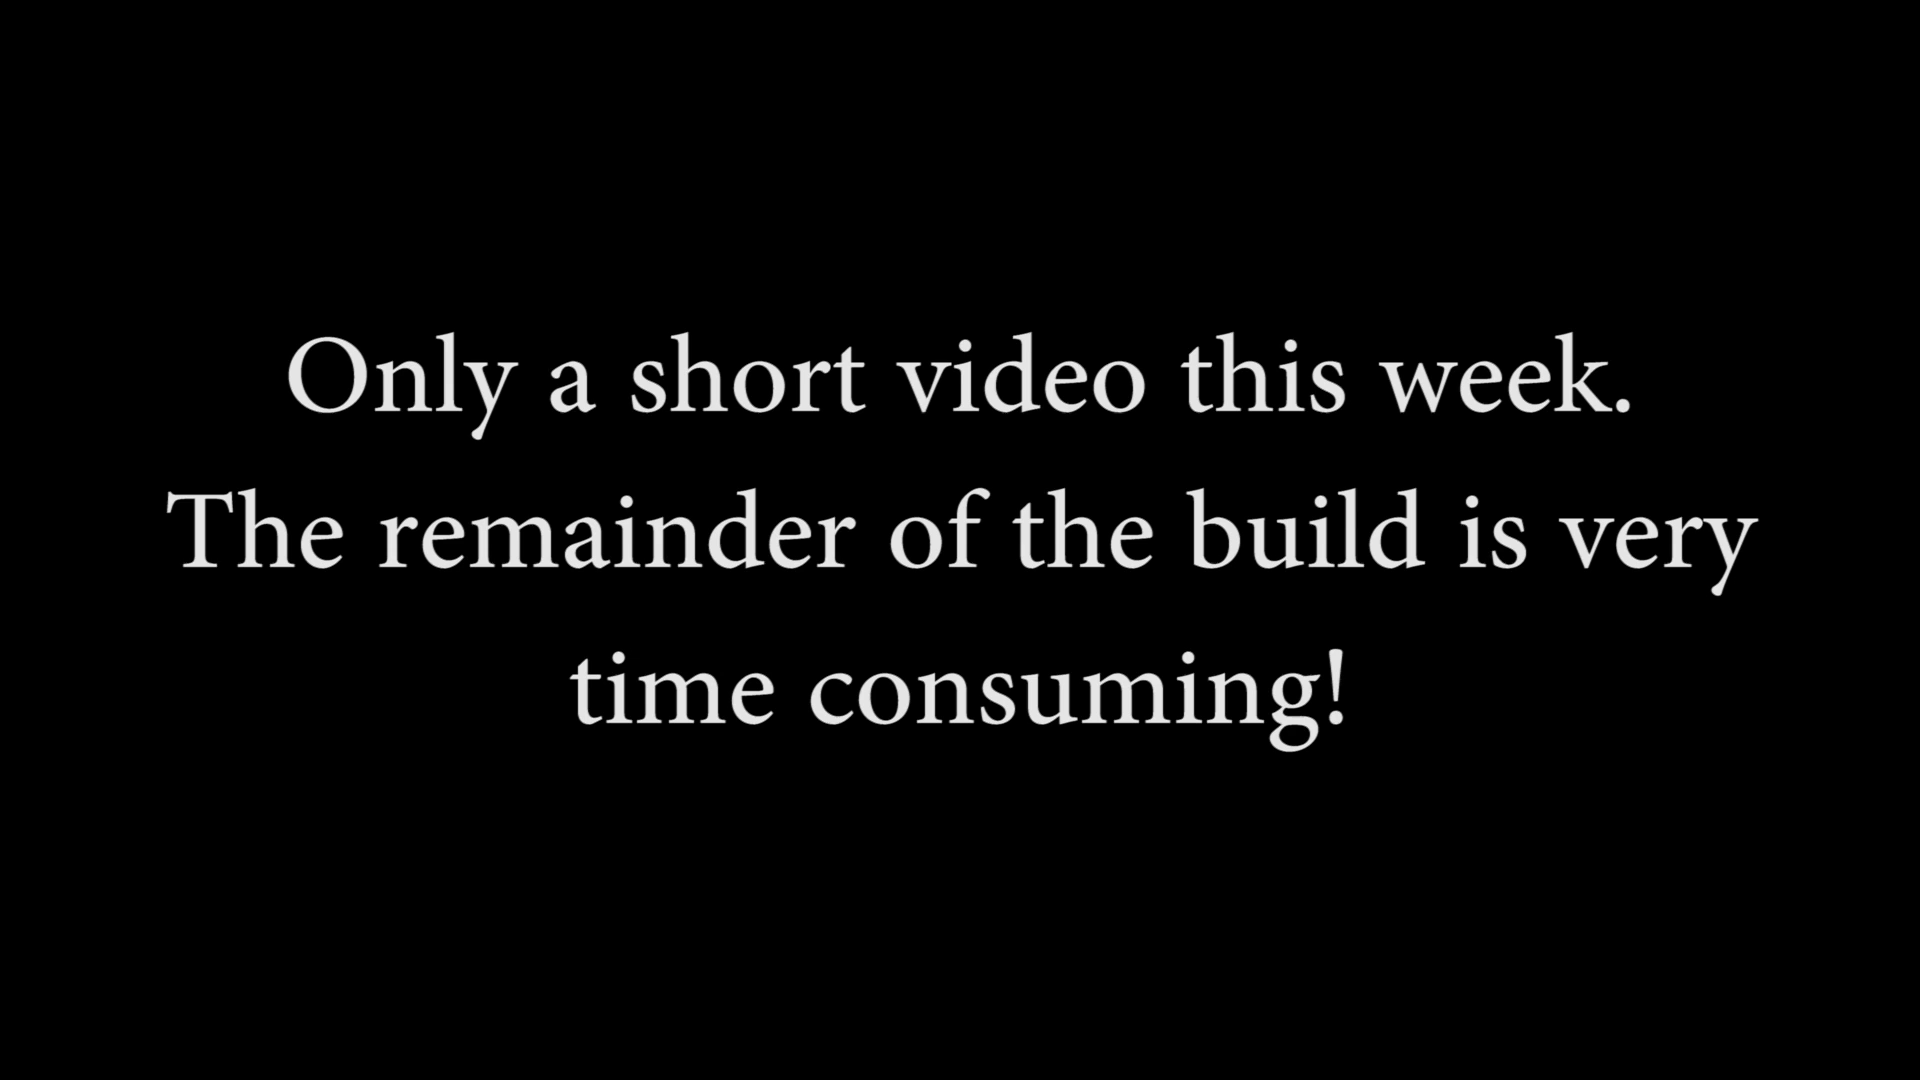 Only a short video this week.
The remainder of the build is very
time consuming!